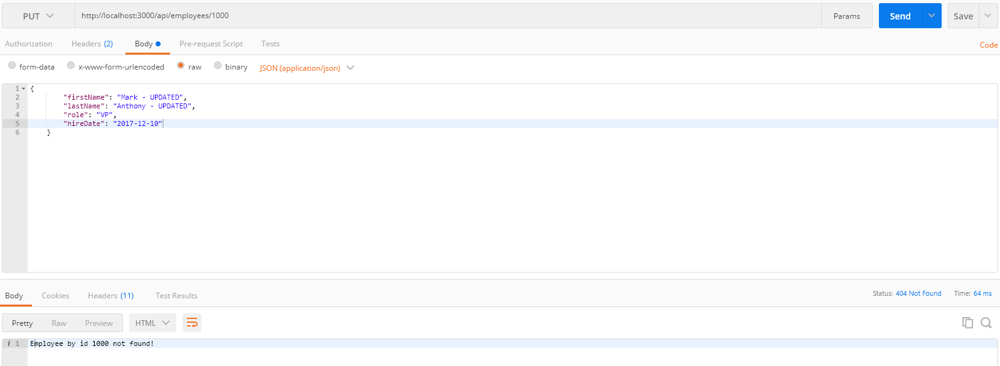 PUT http://localhost:3000/api/employees/1000 Params Send Save
Authorization Headers (2) Body Pre-request Script Tests Code
form-data x-www-form-urlencoded raw binary JSON (application/json)
1 {
2 "firstName": "Mark - UPDATED",
3 "lastName": "Anthony - UPDATED",
4 "role": "VP",
5 "hireDate": "2017-12-10"
6 }
Body Cookies Headers (11) Test Results Status: 404 Not Found Time: 64 ms
Pretty Raw Preview HTML
i 1 Employee by id 1000 not found!